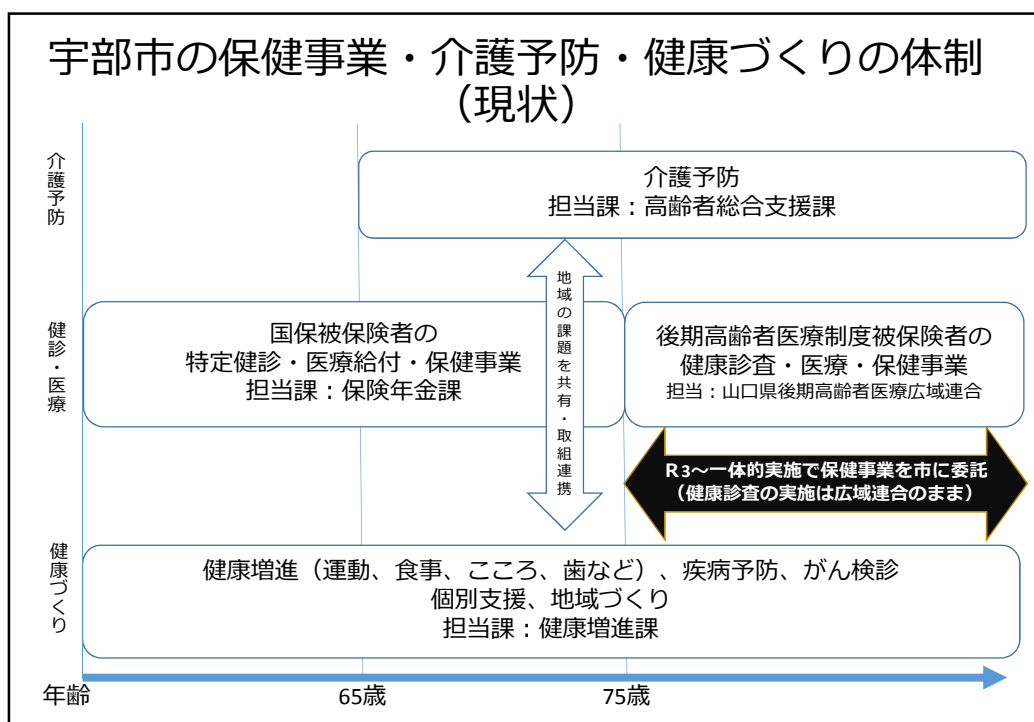 宇部市の保健事業・介護予防・健康づくりの体制
（現状）
介護予防
介護予防
担当課：高齢者総合支援課
地域の課題を共有・取組連携
健診・医療
国保被保険者の
特定健診・医療給付・保健事業
担当課：保険年金課
後期高齢者医療制度被保険者の
健康診査・医療・保健事業
担当：山口県後期高齢者医療広域連合
R3～一体的実施で保健事業を市に委託
（健康診査の実施は広域連合のまま）
健康づくり
健康増進（運動、食事、こころ、歯など）、疾病予防、がん検診
個別支援、地域づくり
担当課：健康増進課
年齢
65歳
75歳